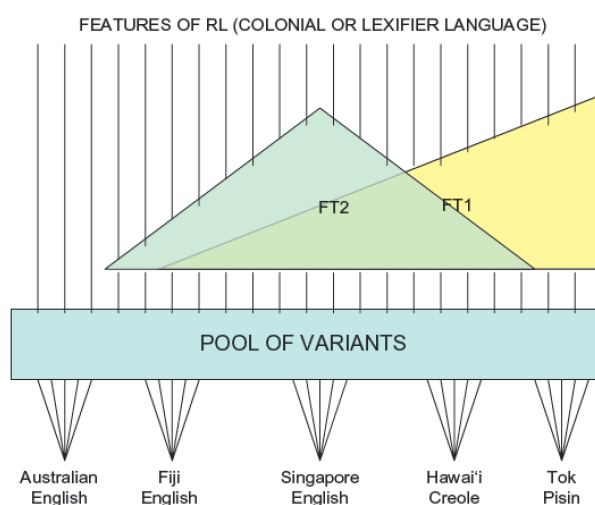 FEATURES OF RL (COLONIAL OR LEXIFIER LANGUAGE)
FT2
FT1
POOL OF VARIANTS
Australian English
Fiji English
Singapore English
Hawai‘i Creole
Tok Pisin